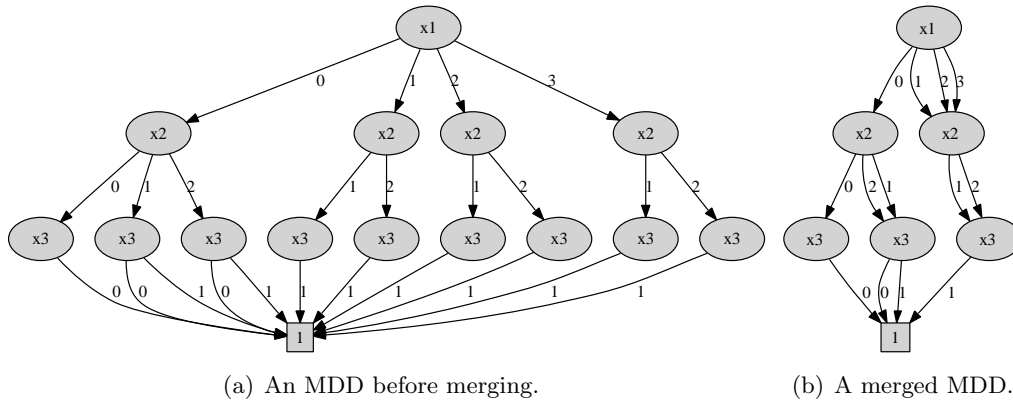 x1 x1
0 1 2 3 0 1 2 3
x2 x2 x2 x2 x2 x2
0 1 2 1 2 1 2 1 2 0 2 1 1 2
x3 x3 x3 x3 x3 x3 x3 x3 x3 x3 x3 x3
0 0 1 0 1 1 1 1 1 1 1 0 0 1 1
1 1
(a) An MDD before merging. (b) A merged MDD.